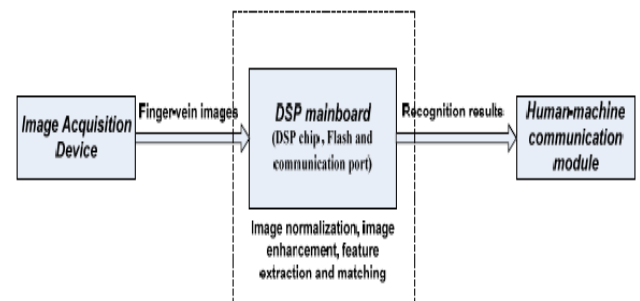 Image Acquisition
Device
Finger-vein images
DSP mainboard
(DSP chip, Flash and
communication port)
Image normalization, image
enhancement, feature
extraction and matching
Recognition results
Human-machine
communication
module